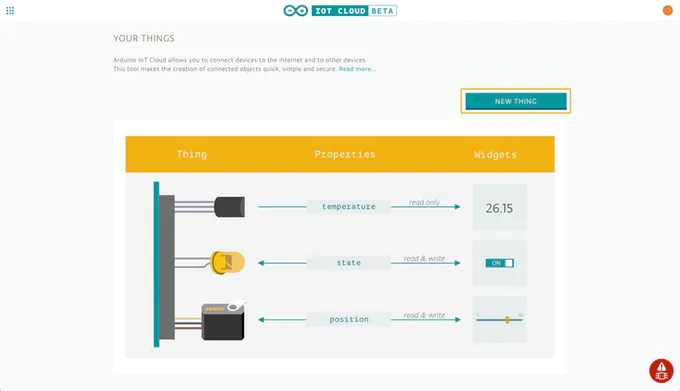 IOT CLOUD BETA
YOUR THINGS
Arduino IoT Cloud allows you to connect devices to the internet and to other devices.
This tool makes the creation of connected objects quick, simple and secure. Read more...
NEW THING
Thing Properties Widgets
temperature read only 26.15
state read & write ON
position read & write